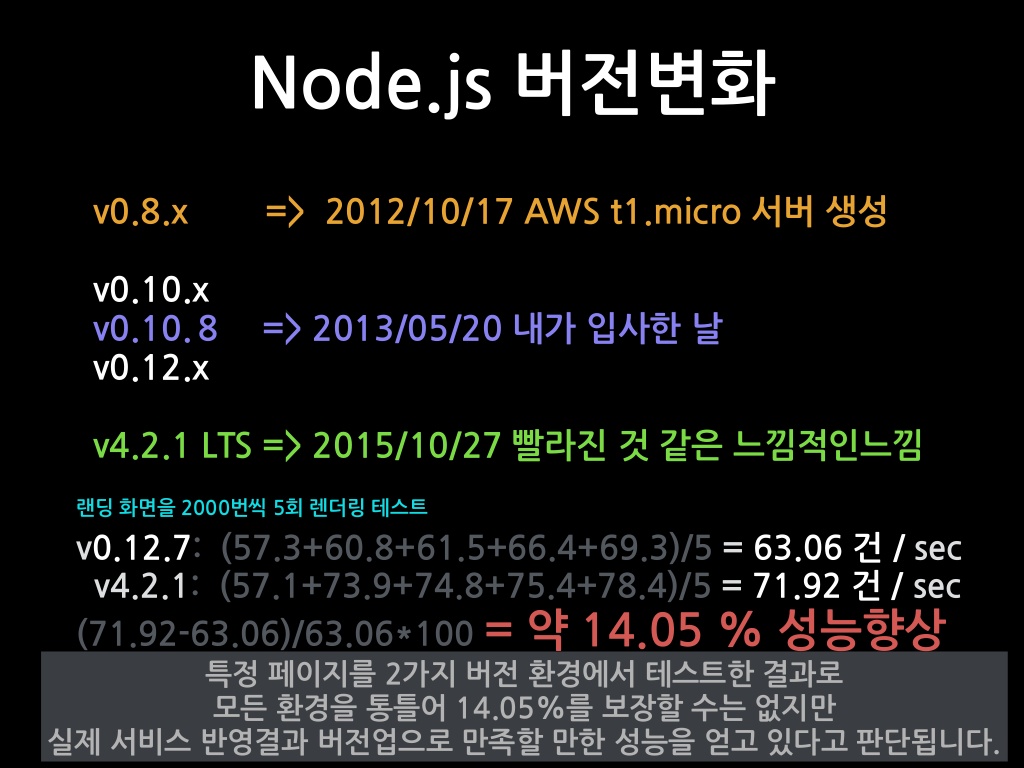 Node.js 버전변화
v0.8.x => 2012/10/17 AWS t1.micro 서버 생성
v0.10.x
v0.10.8 => 2013/05/20 내가 입사한 날
v0.12.x
v4.2.1 LTS => 2015/10/27 빨라진 것 같은 느낌적인느낌
랜딩 화면을 2000번씩 5회 렌더링 테스트
v0.12.7: (57.3+60.8+61.5+66.4+69.3)/5 = 63.06 건 / sec
v4.2.1: (57.1+73.9+74.8+75.4+78.4)/5 = 71.92 건 / sec
(71.92-63.06)/63.06*100 = 약 14.05 % 성능향상
특정 페이지를 2가지 버전 환경에서 테스트한 결과로
모든 환경을 통틀어 14.05%를 보장할 수는 없지만
실제 서비스 반영결과 버전업으로 만족할 만한 성능을 얻고 있다고 판단됩니다.